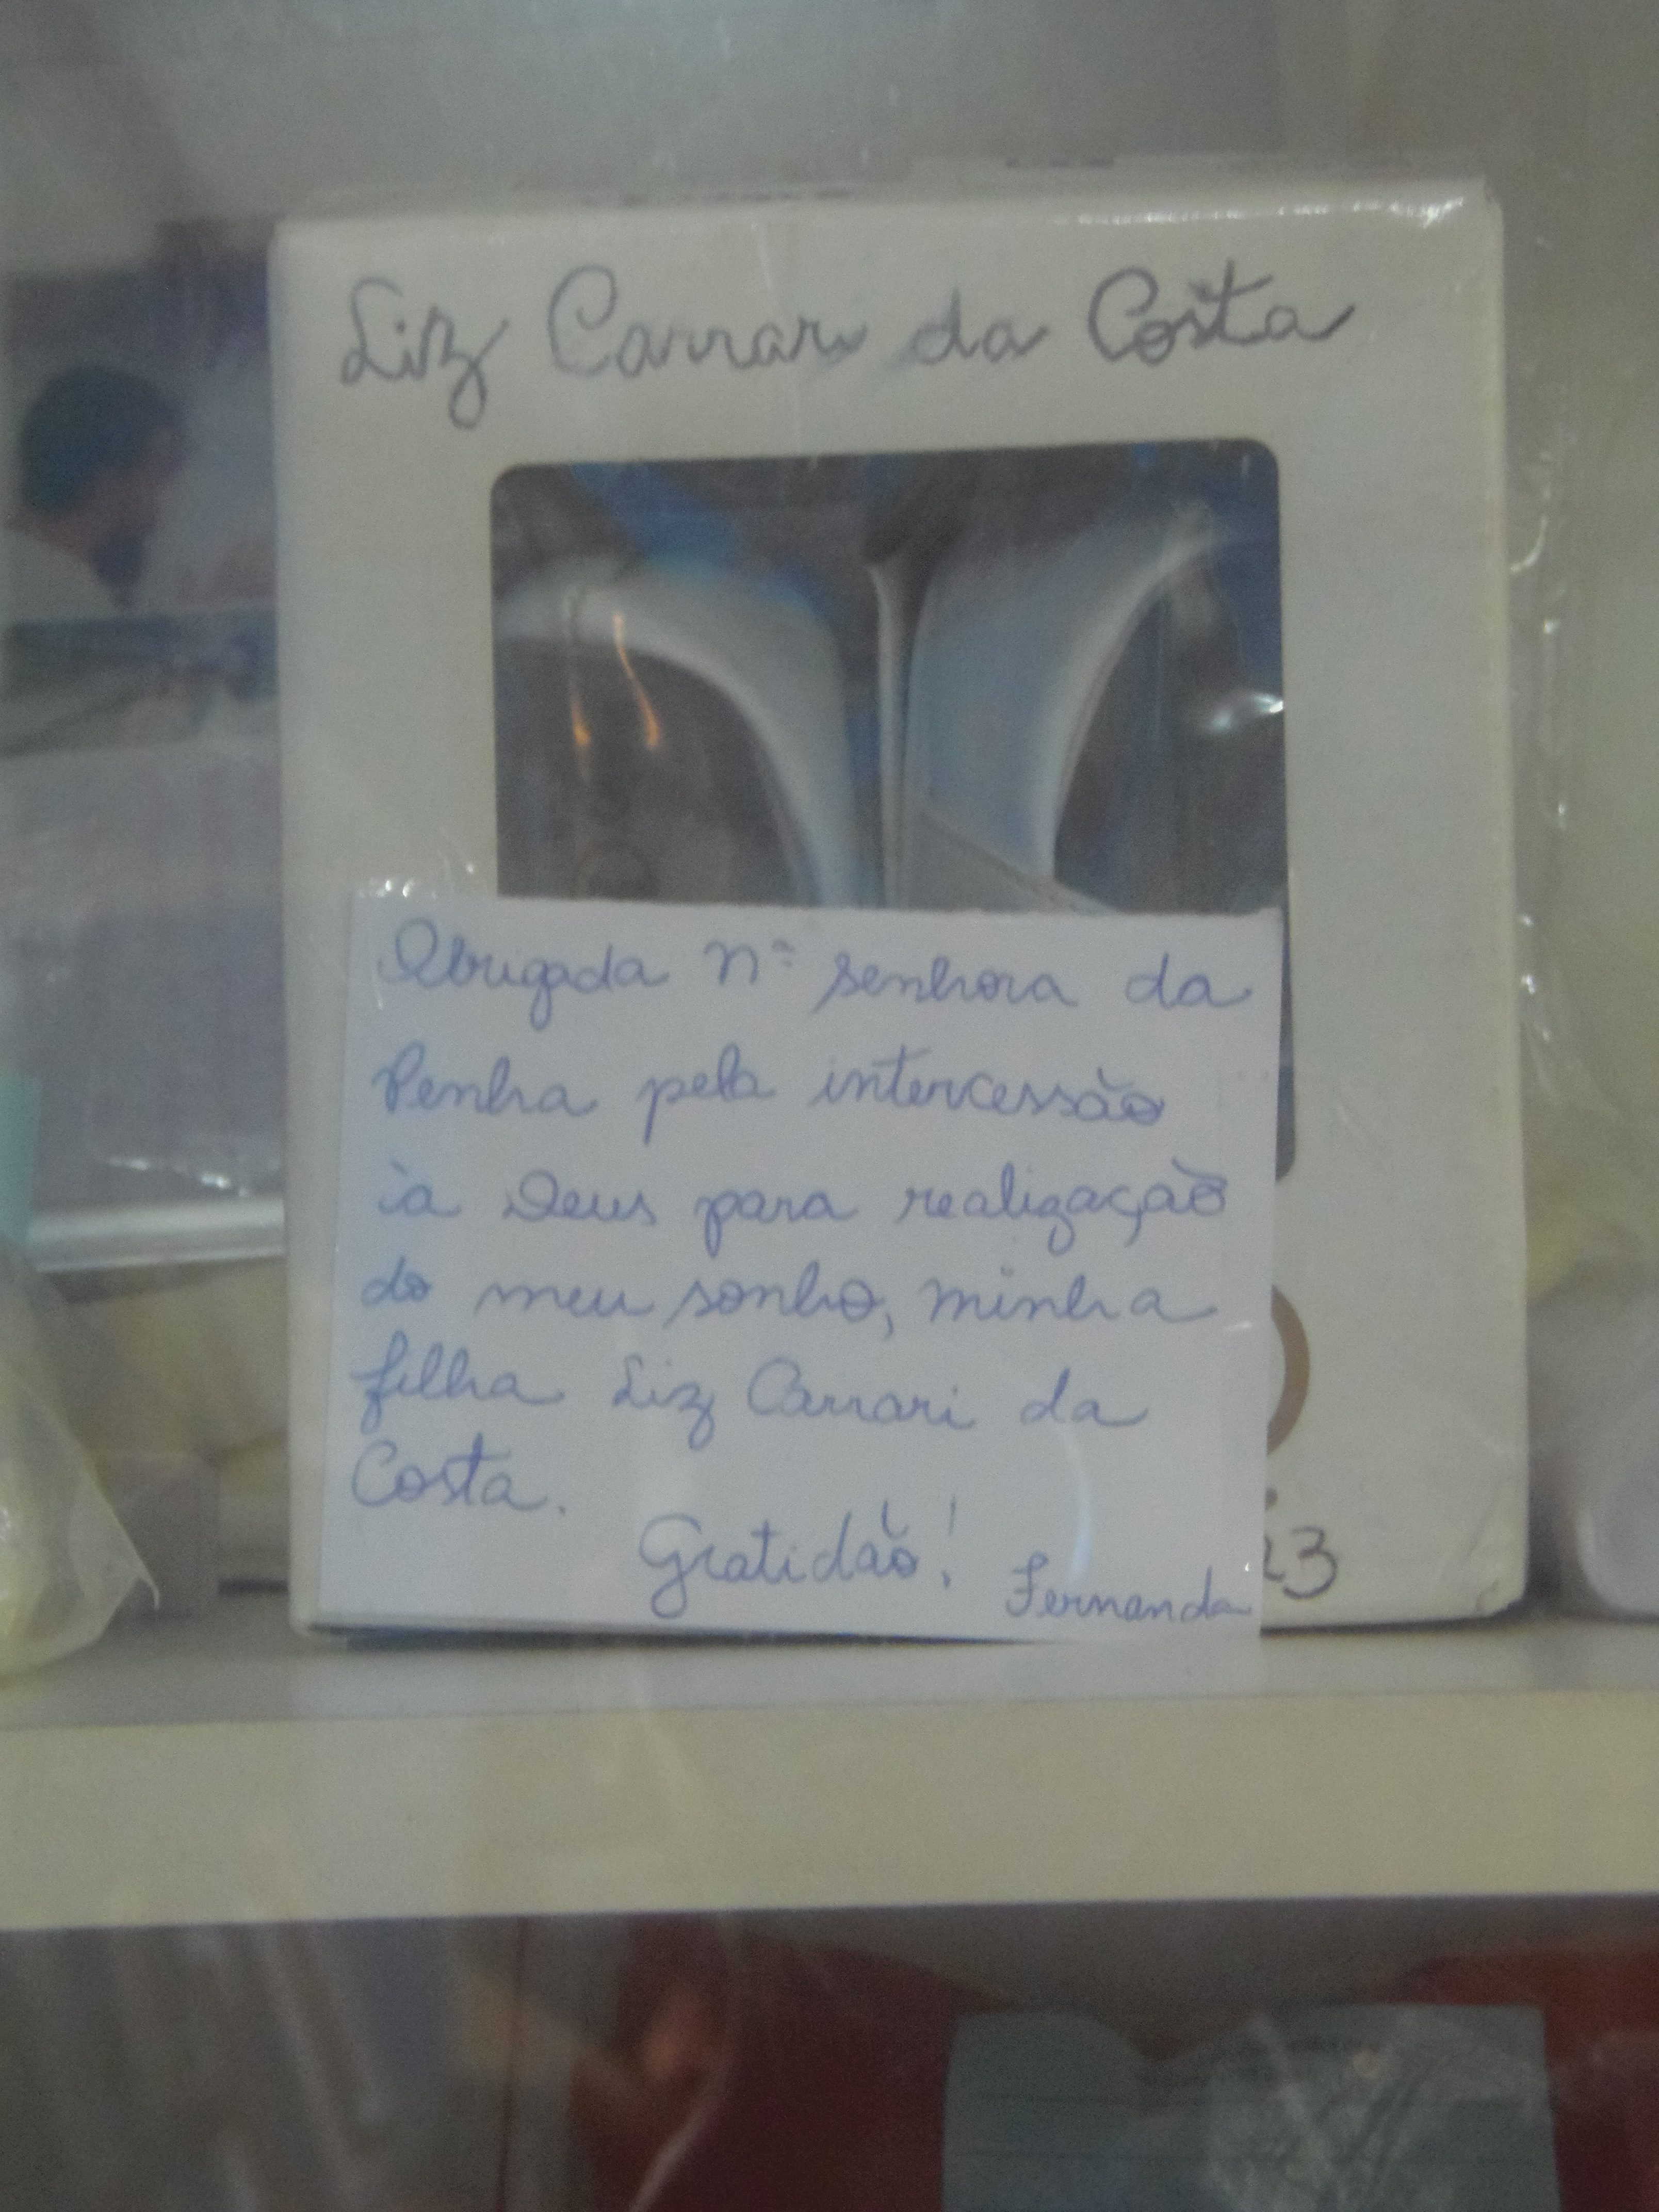 Liz Carrari da Costa
Obrigada nª senhora da
Penha pela intercessão
à Deus para realização
do meu sonho, minha
filha Liz Carrari da
Costa.
Gratidão!
Fernanda
23